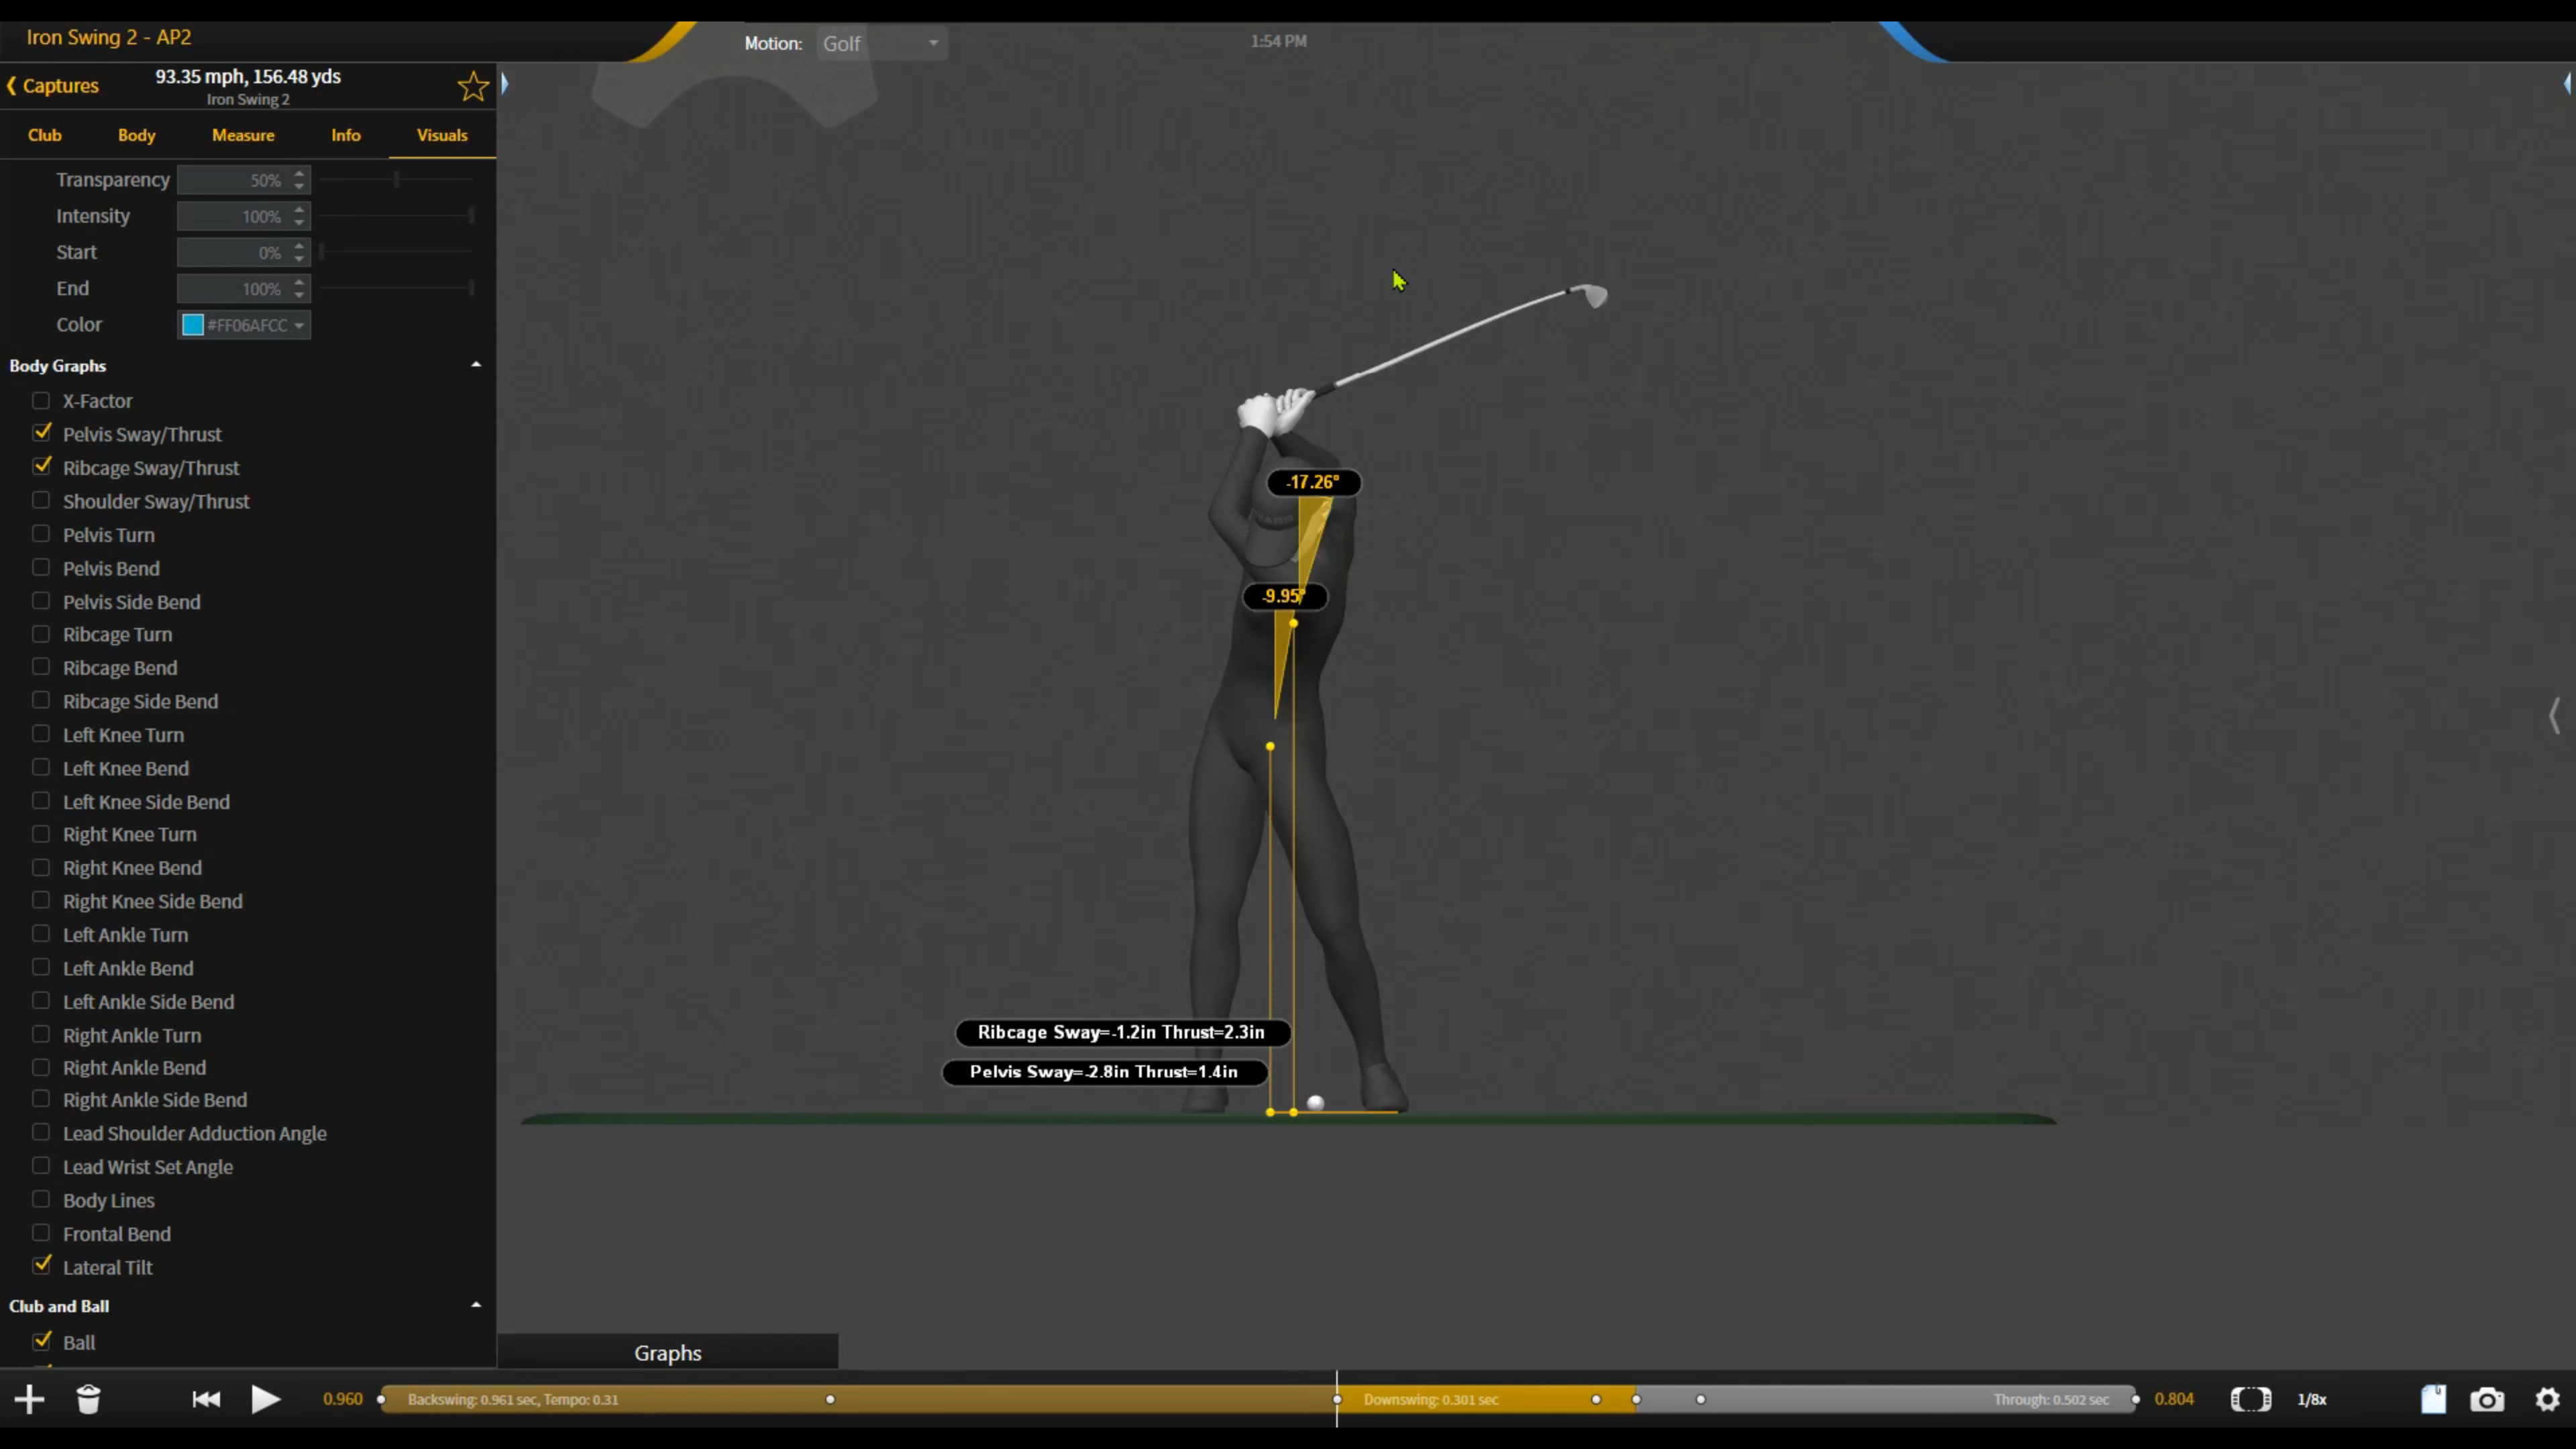 Iron Swing 2 - AP2
Motion: Golf
1:54 PM
Captures
93.35 mph, 156.48 yds
Iron Swing 2
Club Body Measure Info Visuals
Transparency 50%
Intensity 100%
Start 0%
End 100%
Color #FF06AFCC
Body Graphs
X-Factor
Pelvis Sway/Thrust
Ribcage Sway/Thrust
Shoulder Sway/Thrust
Pelvis Turn
Pelvis Bend
Pelvis Side Bend
Ribcage Turn
Ribcage Bend
Ribcage Side Bend
Left Knee Turn
Left Knee Bend
Left Knee Side Bend
Right Knee Turn
Right Knee Bend
Right Knee Side Bend
Left Ankle Turn
Left Ankle Bend
Left Ankle Side Bend
Right Ankle Turn
Right Ankle Bend
Right Ankle Side Bend
Lead Shoulder Adduction Angle
Lead Wrist Set Angle
Body Lines
Frontal Bend
Lateral Tilt
Club and Ball
Ball
-17.26°
-9.95°
Ribcage Sway=-1.2in Thrust=2.3in
Pelvis Sway=-2.8in Thrust=1.4in
Graphs
0.960
Backswing: 0.961 sec, Tempo: 0.31
Downswing: 0.301 sec
Through: 0.502 sec
0.804
1/8x